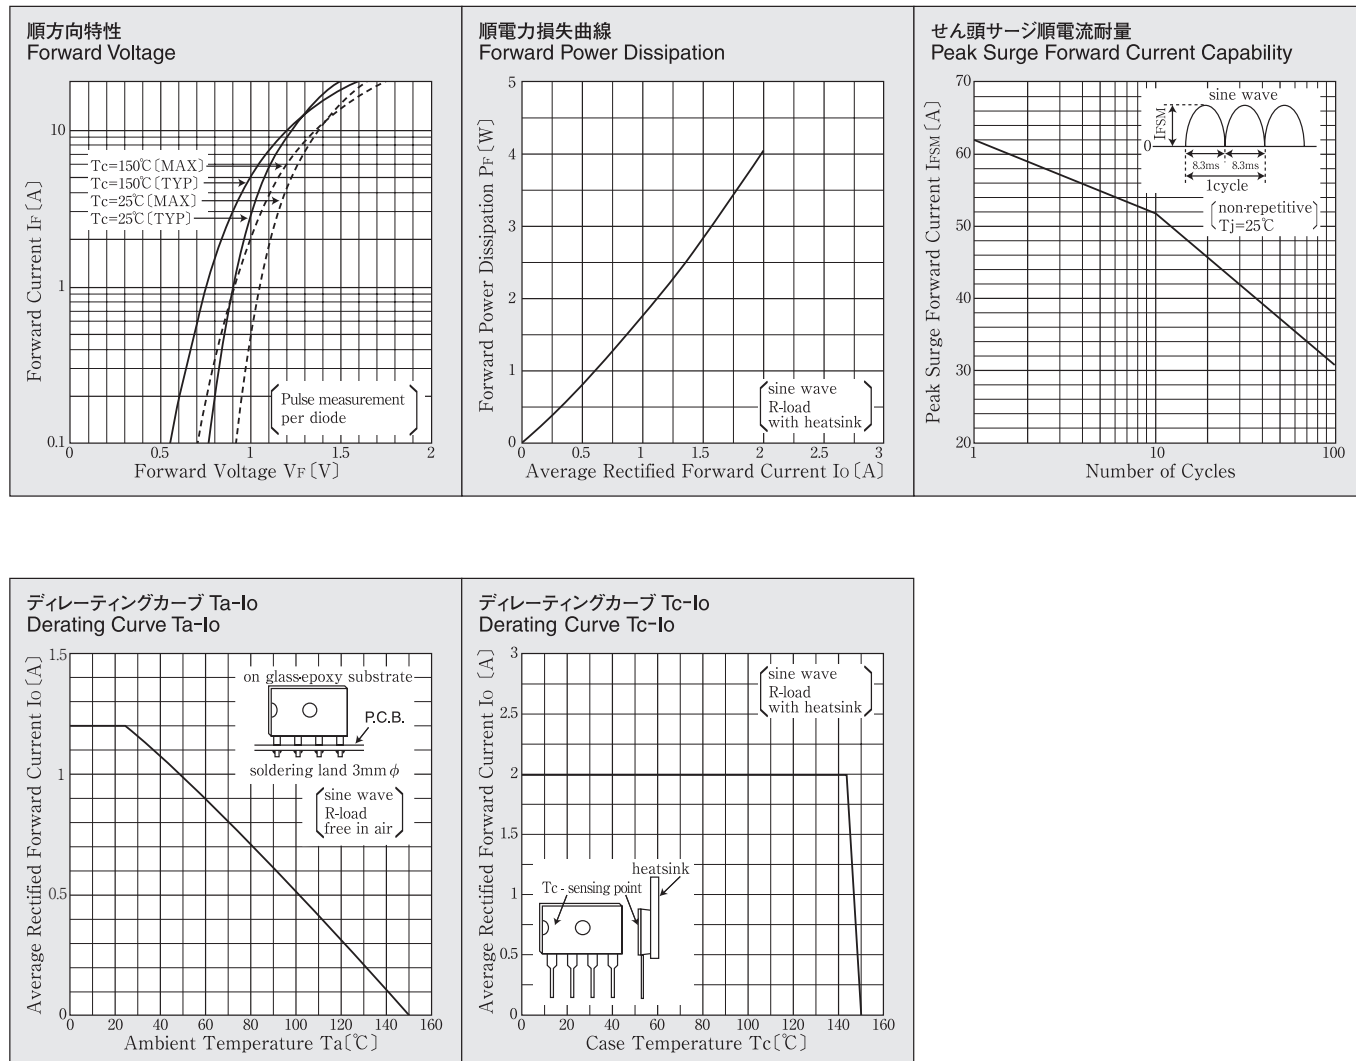 順方向特性
Forward Voltage
10
1
0.1
Forward Current IF〔A〕
Tc=150℃〔MAX〕
Tc=150℃〔TYP〕
Tc=25℃〔MAX〕
Tc=25℃〔TYP〕
Pulse measurement
per diode
0 0.5 1 1.5 2
Forward Voltage VF〔V〕
順電力損失曲線
Forward Power Dissipation
5
4
3
2
1
0
Forward Power Dissipation PF〔W〕
sine wave
R-load
with heatsink
0 0.5 1 1.5 2 2.5 3
Average Rectified Forward Current Io〔A〕
せん頭サージ順電流耐量
Peak Surge Forward Current Capability
70
60
50
40
30
20
Peak Surge Forward Current IFSM〔A〕
sine wave
IFSM
0
8.3ms 8.3ms
1cycle
non-repetitive
Tj=25℃
1 10 100
Number of Cycles
ディレーティングカーブ Ta-Io
Derating Curve Ta-Io
1.5
1
0.5
0
Average Rectified Forward Current Io〔A〕
on glass-epoxy substrate
P.C.B.
soldering land 3mmφ
sine wave
R-load
free in air
0 20 40 60 80 100 120 140 160
Ambient Temperature Ta〔℃〕
ディレーティングカーブ Tc-Io
Derating Curve Tc-Io
3
2.5
2
1.5
1
0.5
0
Average Rectified Forward Current Io〔A〕
sine wave
R-load
with heatsink
heatsink
Tc - sensing point
0 20 40 60 80 100 120 140 160
Case Temperature Tc〔℃〕